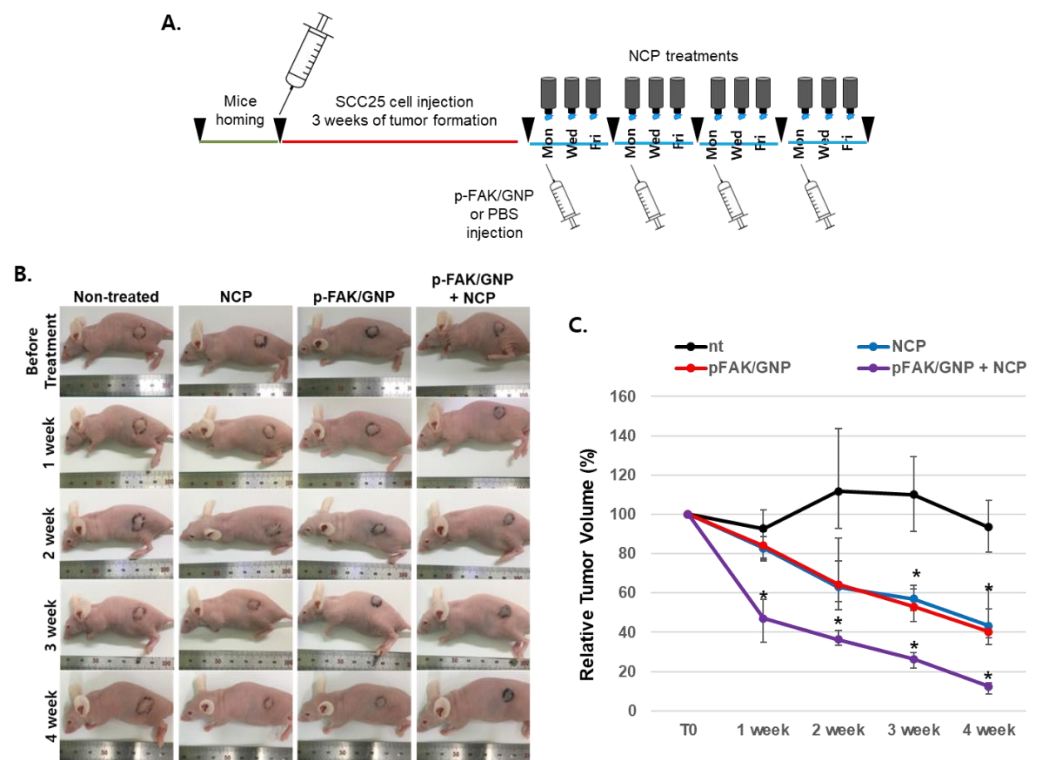 A.
NCP treatments
Mice
homing
SCC25 cell injection
3 weeks of tumor formation
Mon Wed Fri Mon Wed Fri Mon Wed Fri Mon Wed Fri
p-FAK/GNP
or PBS
injection
B.
Non-treated NCP p-FAK/GNP p-FAK/GNP
+ NCP
Before
Treatment
1 week
2 week
3 week
4 week
C.
nt NCP
pFAK/GNP pFAK/GNP + NCP
Relative Tumor Volume (%)
160
140
120
100
80
60
40
20
0
* * * * * *
T0 1 week 2 week 3 week 4 week